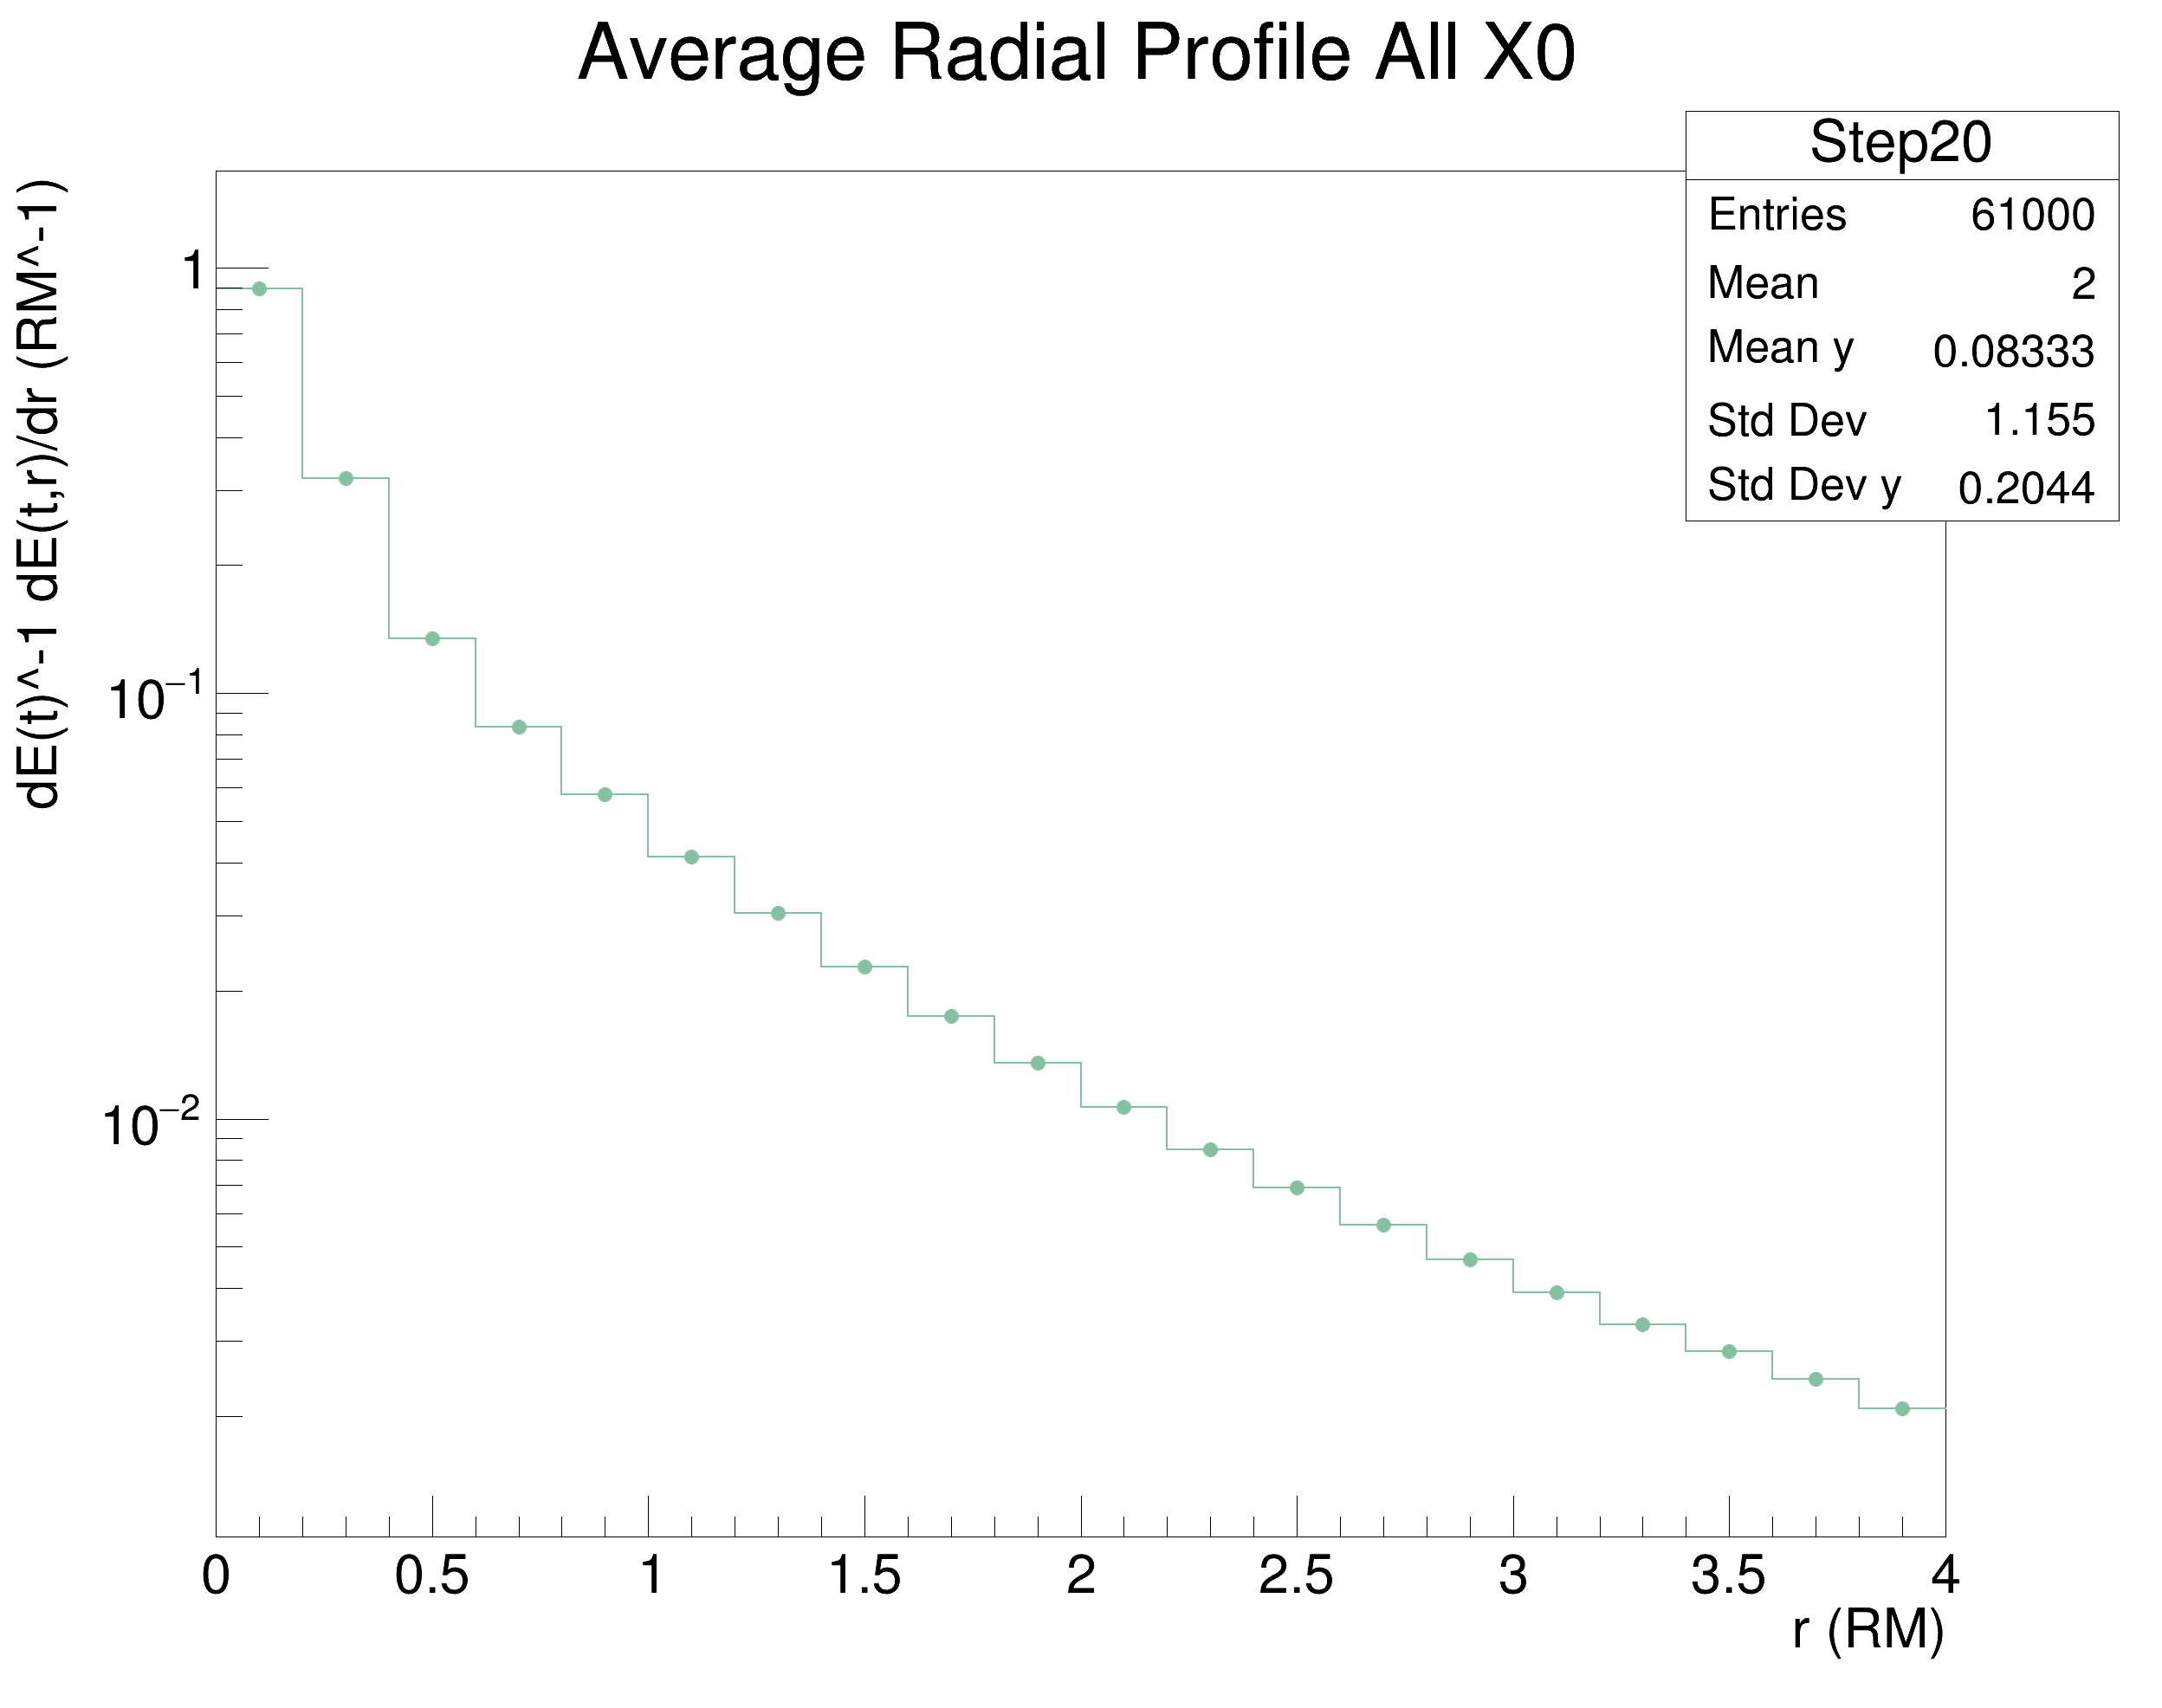 Average Radial Profile All X0
Step20
Entries 61000
Mean 2
Mean y 0.08333
Std Dev 1.155
Std Dev y 0.2044
dE(t)^-1 dE(t,r)/dr (RM^-1)
1
10−1
10−2
0 0.5 1 1.5 2 2.5 3 3.5 4
r (RM)